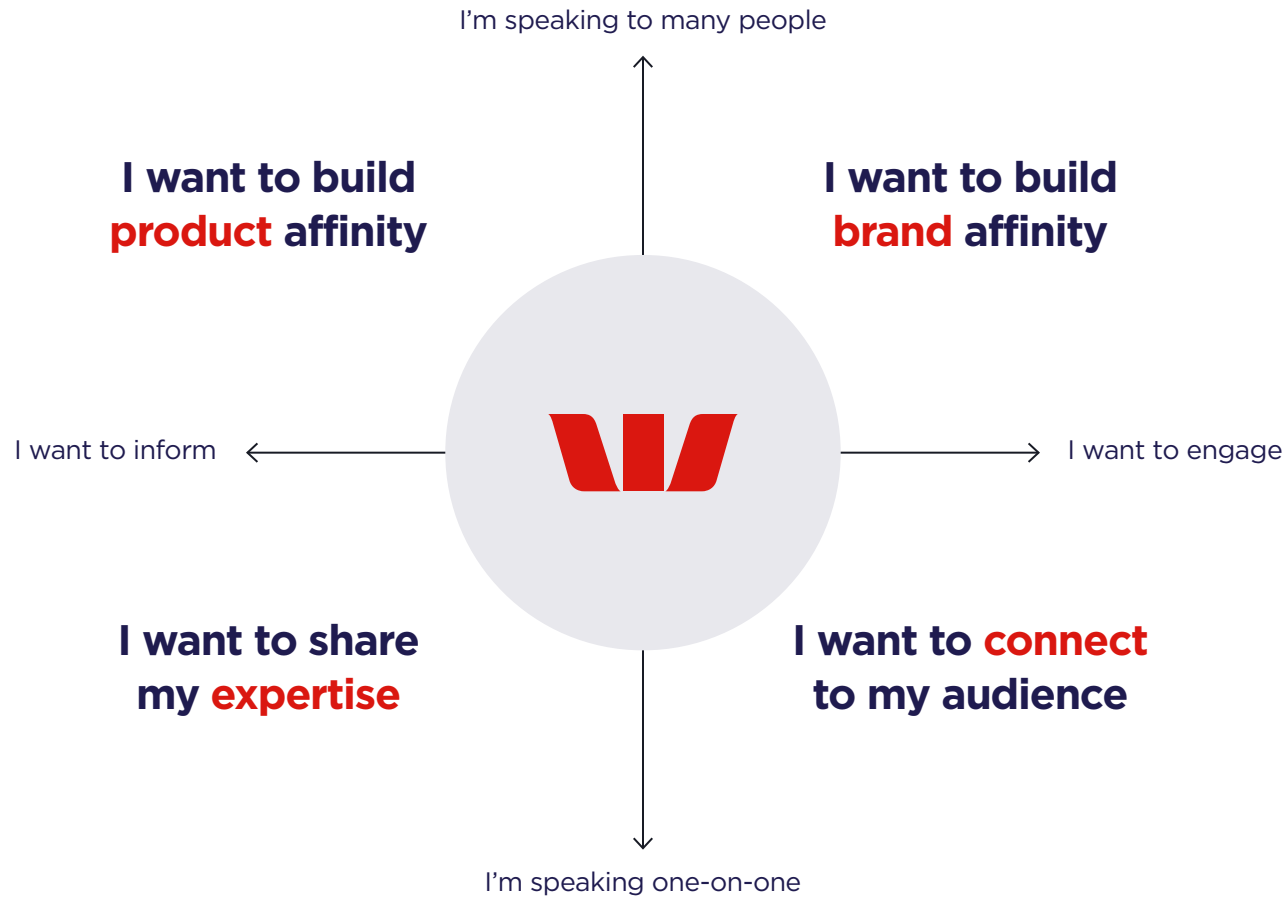 I’m speaking to many people
I want to build
product affinity
I want to build
brand affinity
I want to inform
I want to engage
I want to share
my expertise
I want to connect
to my audience
I’m speaking one-on-one